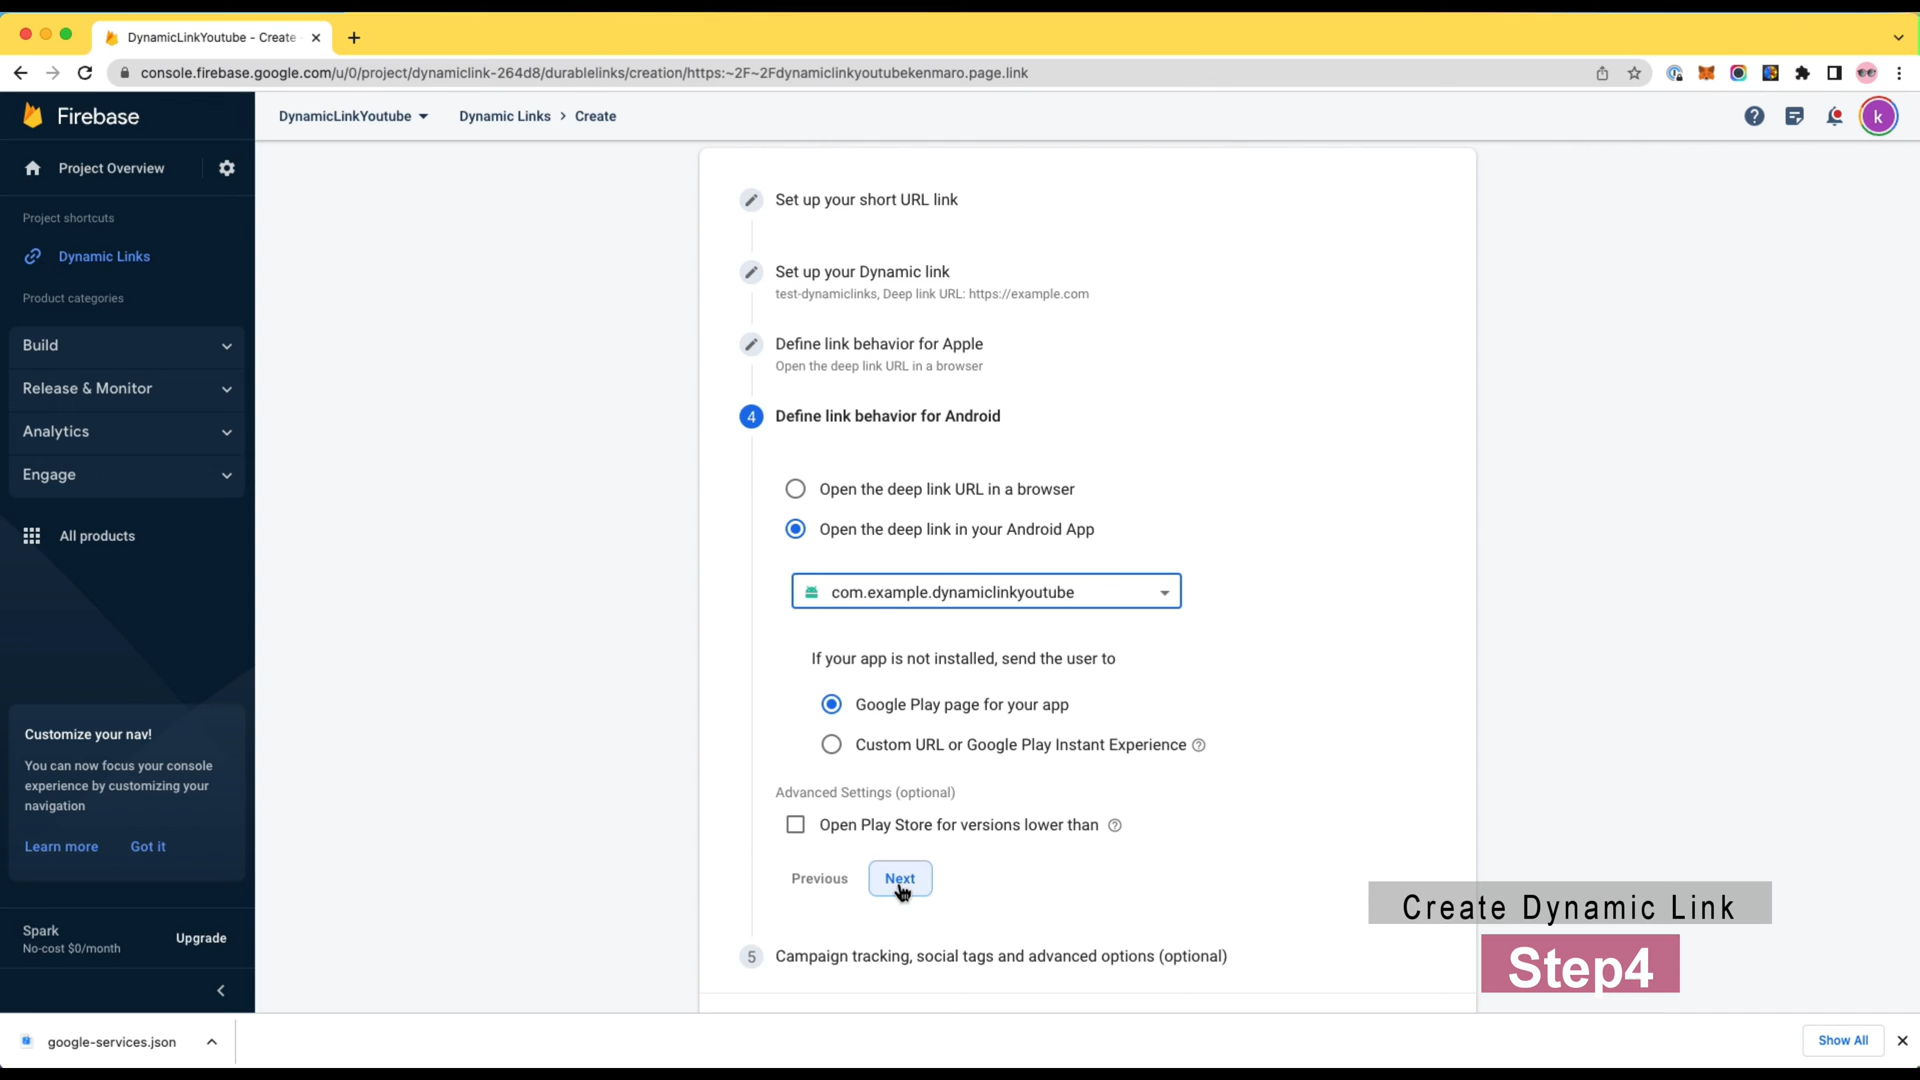 DynamicLinkYoutube - Create
console.firebase.google.com/u/0/project/dynamiclink-264d8/durablelinks/creation/https:~2F~2Fdynamiclinkyoutubekenmaro.page.link
Firebase
DynamicLinkYoutube
Dynamic Links > Create
k
Project Overview
Project shortcuts
Dynamic Links
Product categories
Build
Release & Monitor
Analytics
Engage
All products
Customize your nav!
You can now focus your console
experience by customizing your
navigation
Learn more Got it
Spark
No-cost $0/month
Upgrade
Set up your short URL link
Set up your Dynamic link
test-dynamiclinks, Deep link URL: https://example.com
Define link behavior for Apple
Open the deep link URL in a browser
4 Define link behavior for Android
Open the deep link URL in a browser
Open the deep link in your Android App
com.example.dynamiclinkyoutube
If your app is not installed, send the user to
Google Play page for your app
Custom URL or Google Play Instant Experience
Advanced Settings (optional)
Open Play Store for versions lower than
Previous Next
5 Campaign tracking, social tags and advanced options (optional)
Create Dynamic Link
Step4
google-services.json
Show All